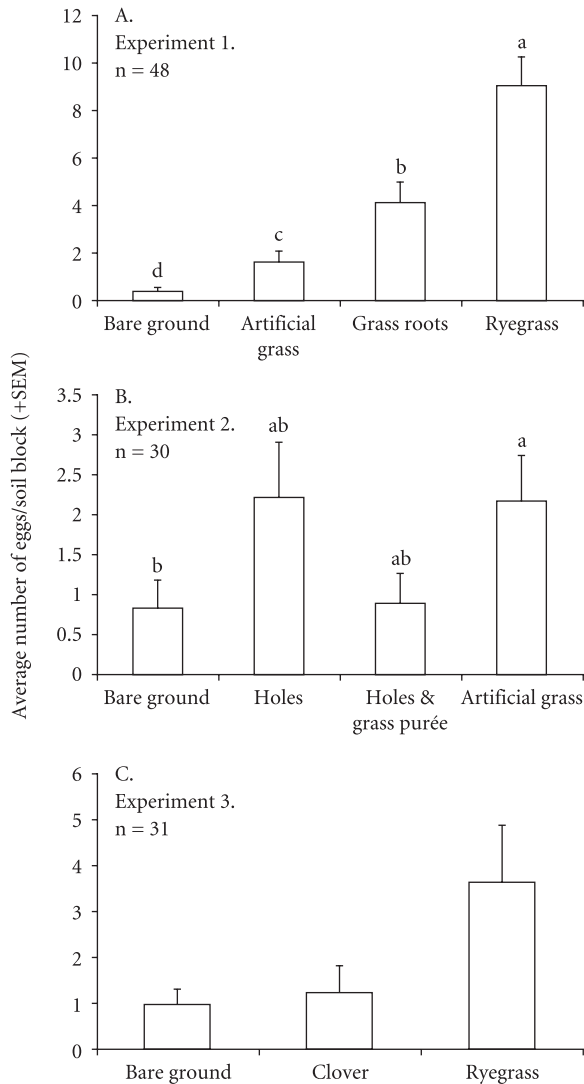 Average number of eggs/soil block (+SEM)
A.
Experiment 1.
n = 48
12
10
8
6
4
2
0
d
c
b
a
Bare ground
Artificial
grass
Grass roots
Ryegrass
B.
Experiment 2.
n = 30
3.5
3
2.5
2
1.5
1
0.5
0
b
ab
ab
a
Bare ground
Holes
Holes &
grass purée
Artificial grass
C.
Experiment 3.
n = 31
6
5
4
3
2
1
0
Bare ground
Clover
Ryegrass